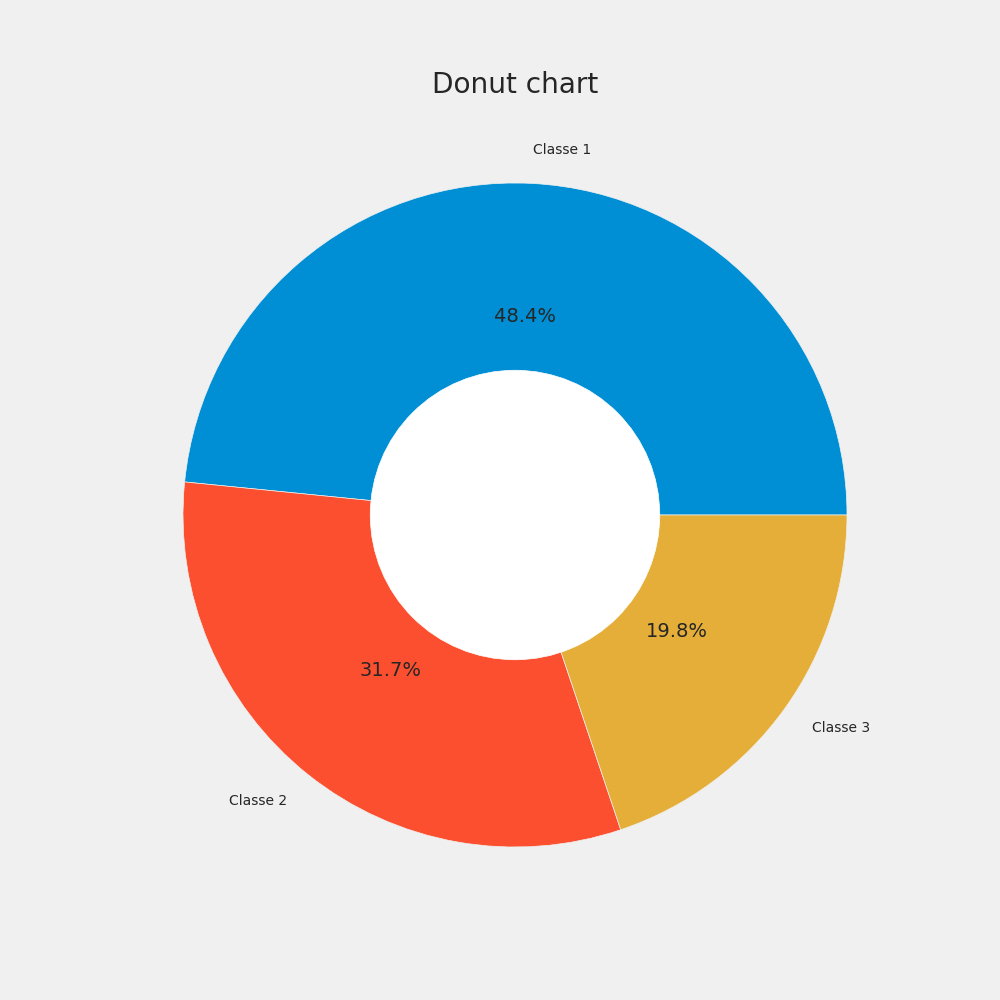 Donut chart
Classe 1
48.4%
19.8%
31.7%
Classe 3
Classe 2